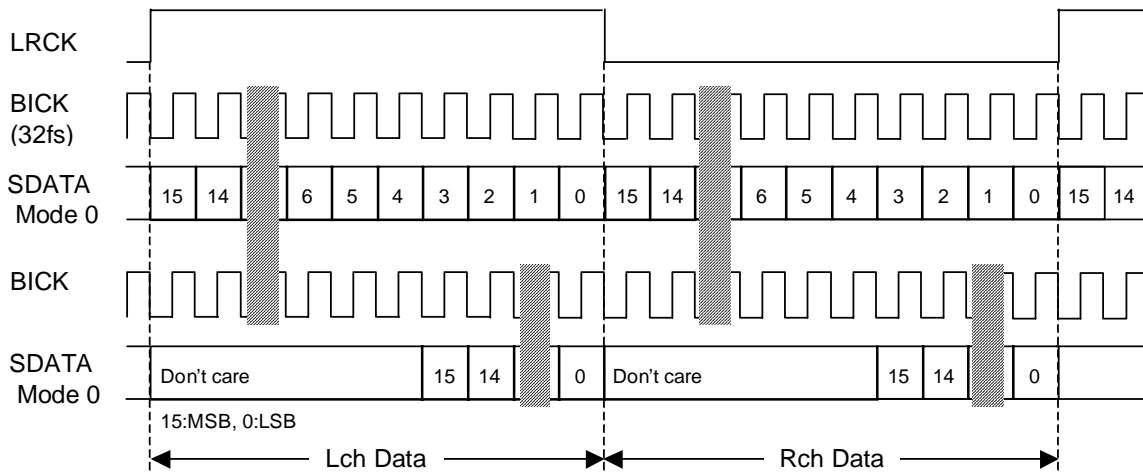 LRCK
BICK
(32fs)
SDATA
Mode 0
15 14 6 5 4 3 2 1 0 15 14 6 5 4 3 2 1 0 15 14
BICK
SDATA
Mode 0
Don't care 15 14 0 Don't care 15 14 0
15:MSB, 0:LSB
Lch Data Rch Data